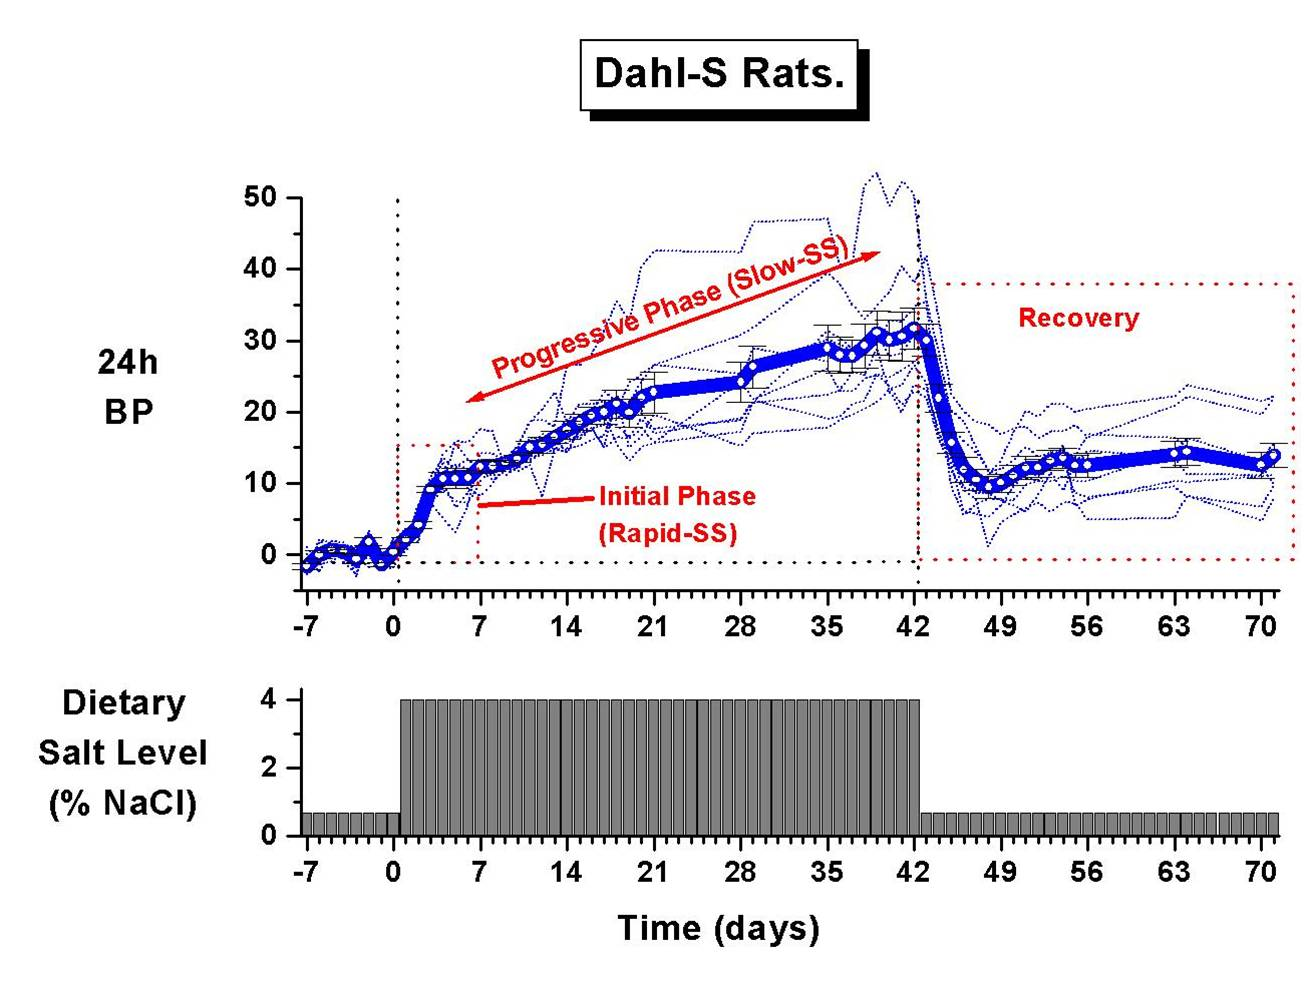 Dahl-S Rats.
50
40
30
20
10
0
24h
BP
Progressive Phase (Slow-SS)
Recovery
Initial Phase
(Rapid-SS)
-7 0 7 14 21 28 35 42 49 56 63 70
Dietary
Salt Level
(% NaCl)
4
2
0
-7 0 7 14 21 28 35 42 49 56 63 70
Time (days)